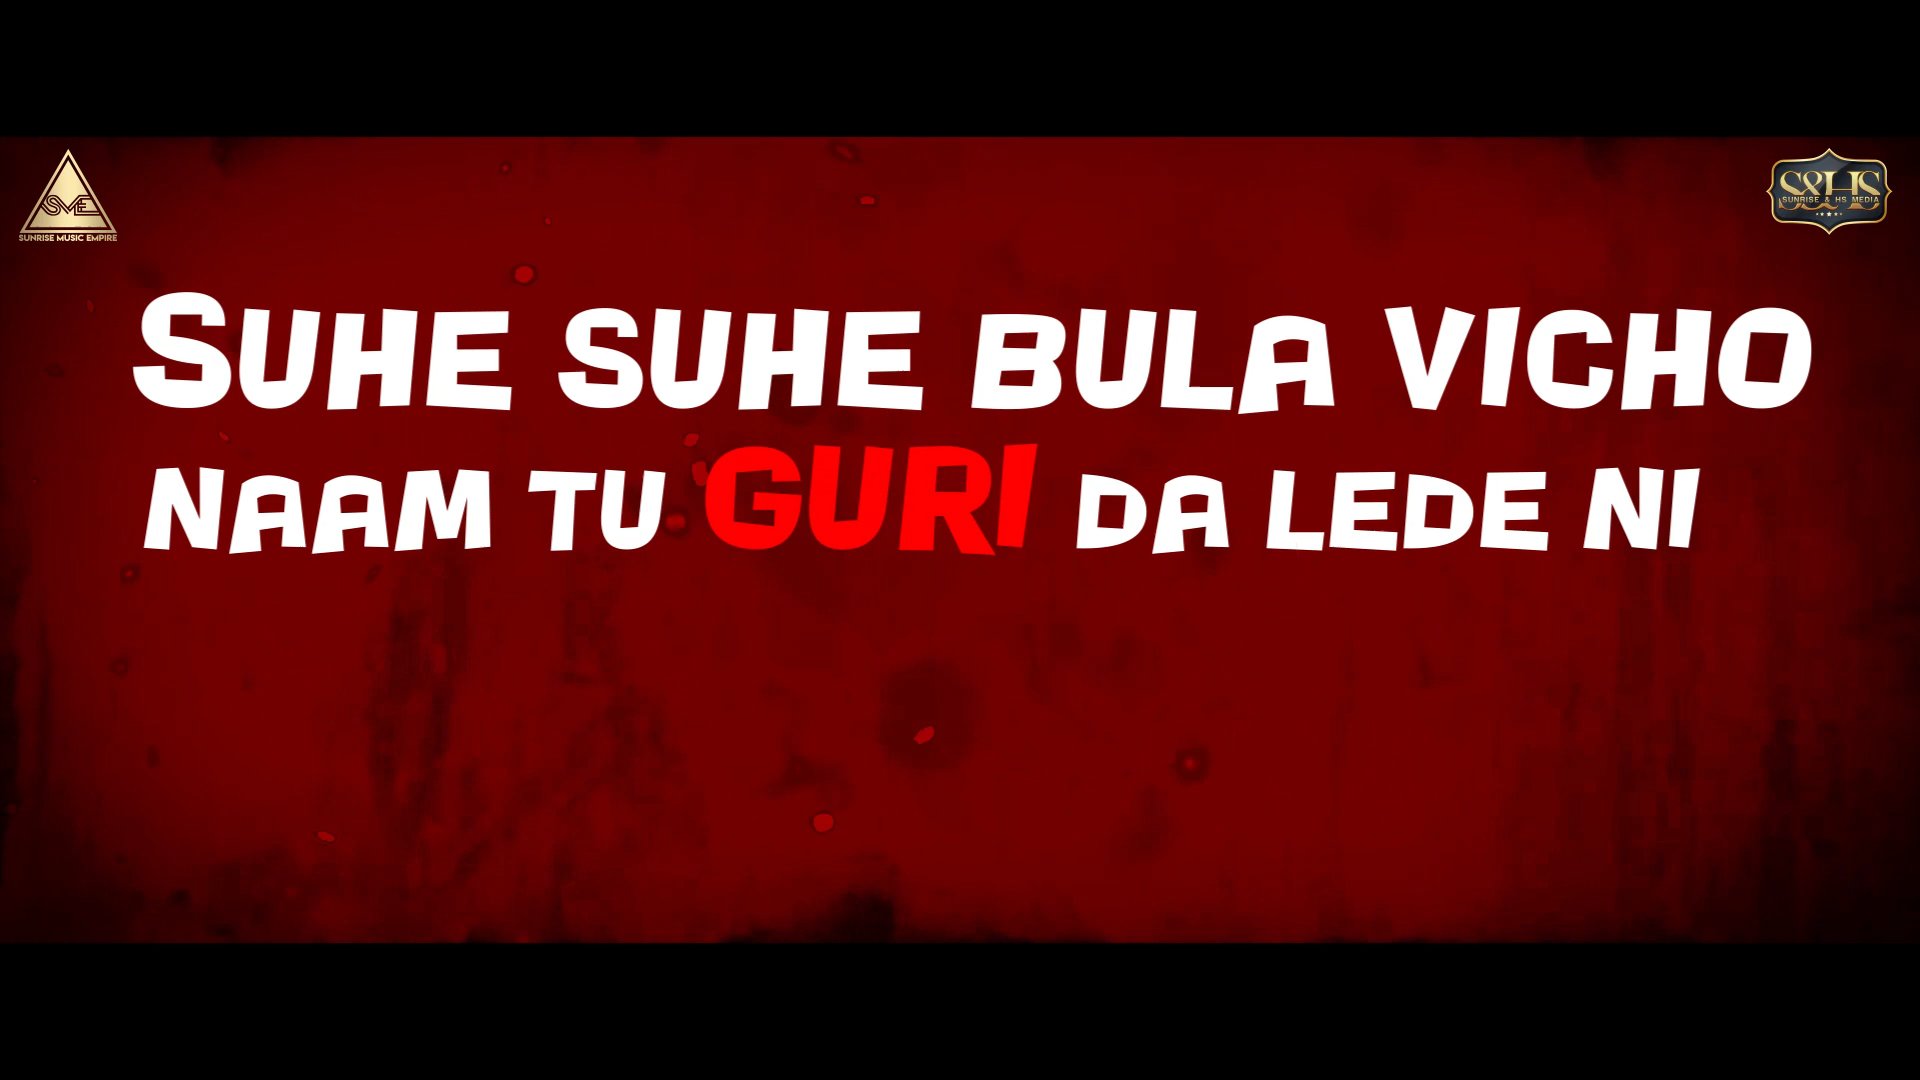 SME
SUNRISE MUSIC EMPIRE
S&HS
SUNRISE & HS MEDIA
SUHE SUHE BULA VICHO
NAAM TU GURI DA LEDE NI